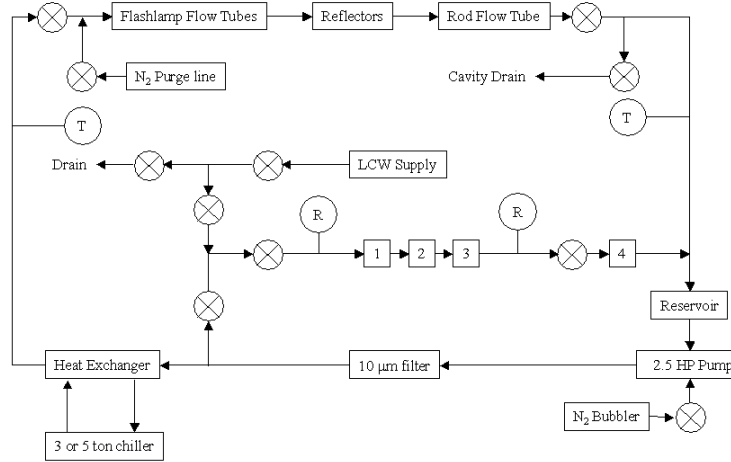 Flashlamp Flow Tubes
Reflectors
Rod Flow Tube
N₂ Purge line
Cavity Drain
T
T
Drain
LCW Supply
R
R
1
2
3
4
Reservoir
Heat Exchanger
10 μm filter
2.5 HP Pump
N₂ Bubbler
3 or 5 ton chiller